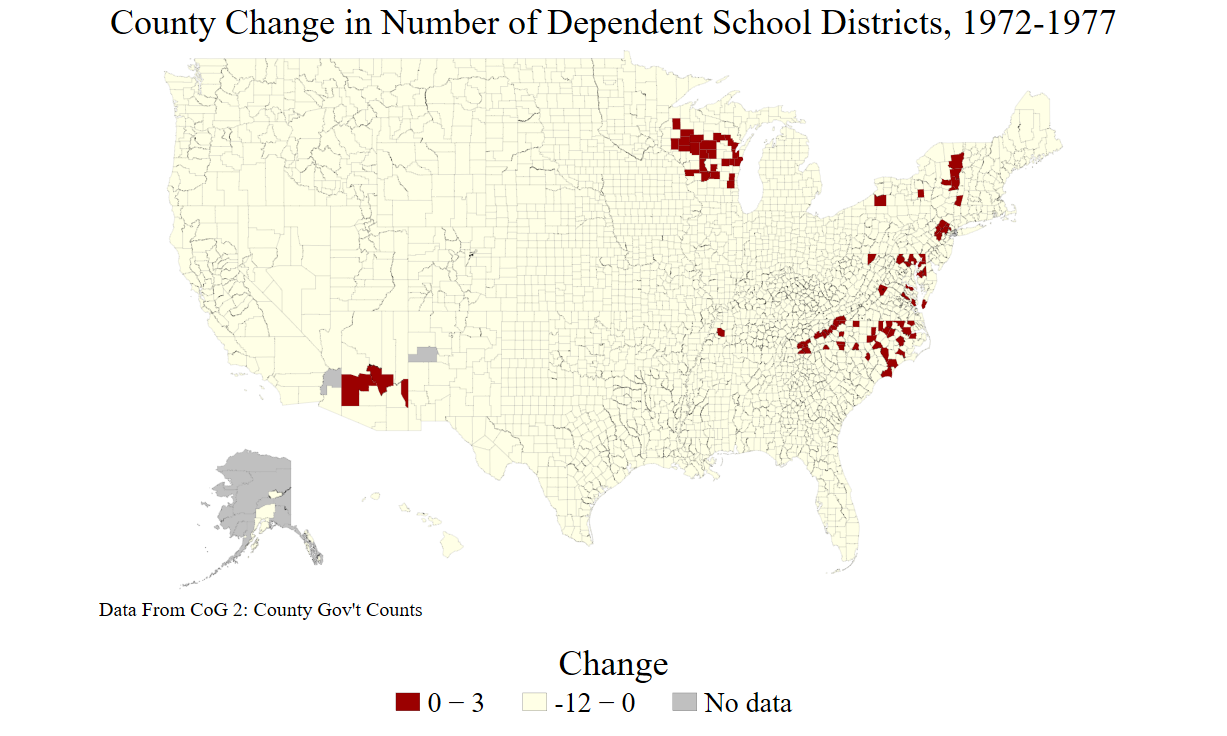 County Change in Number of Dependent School Districts, 1972-1977
Data From CoG 2: County Gov't Counts
Change
0 − 3
-12 − 0
No data